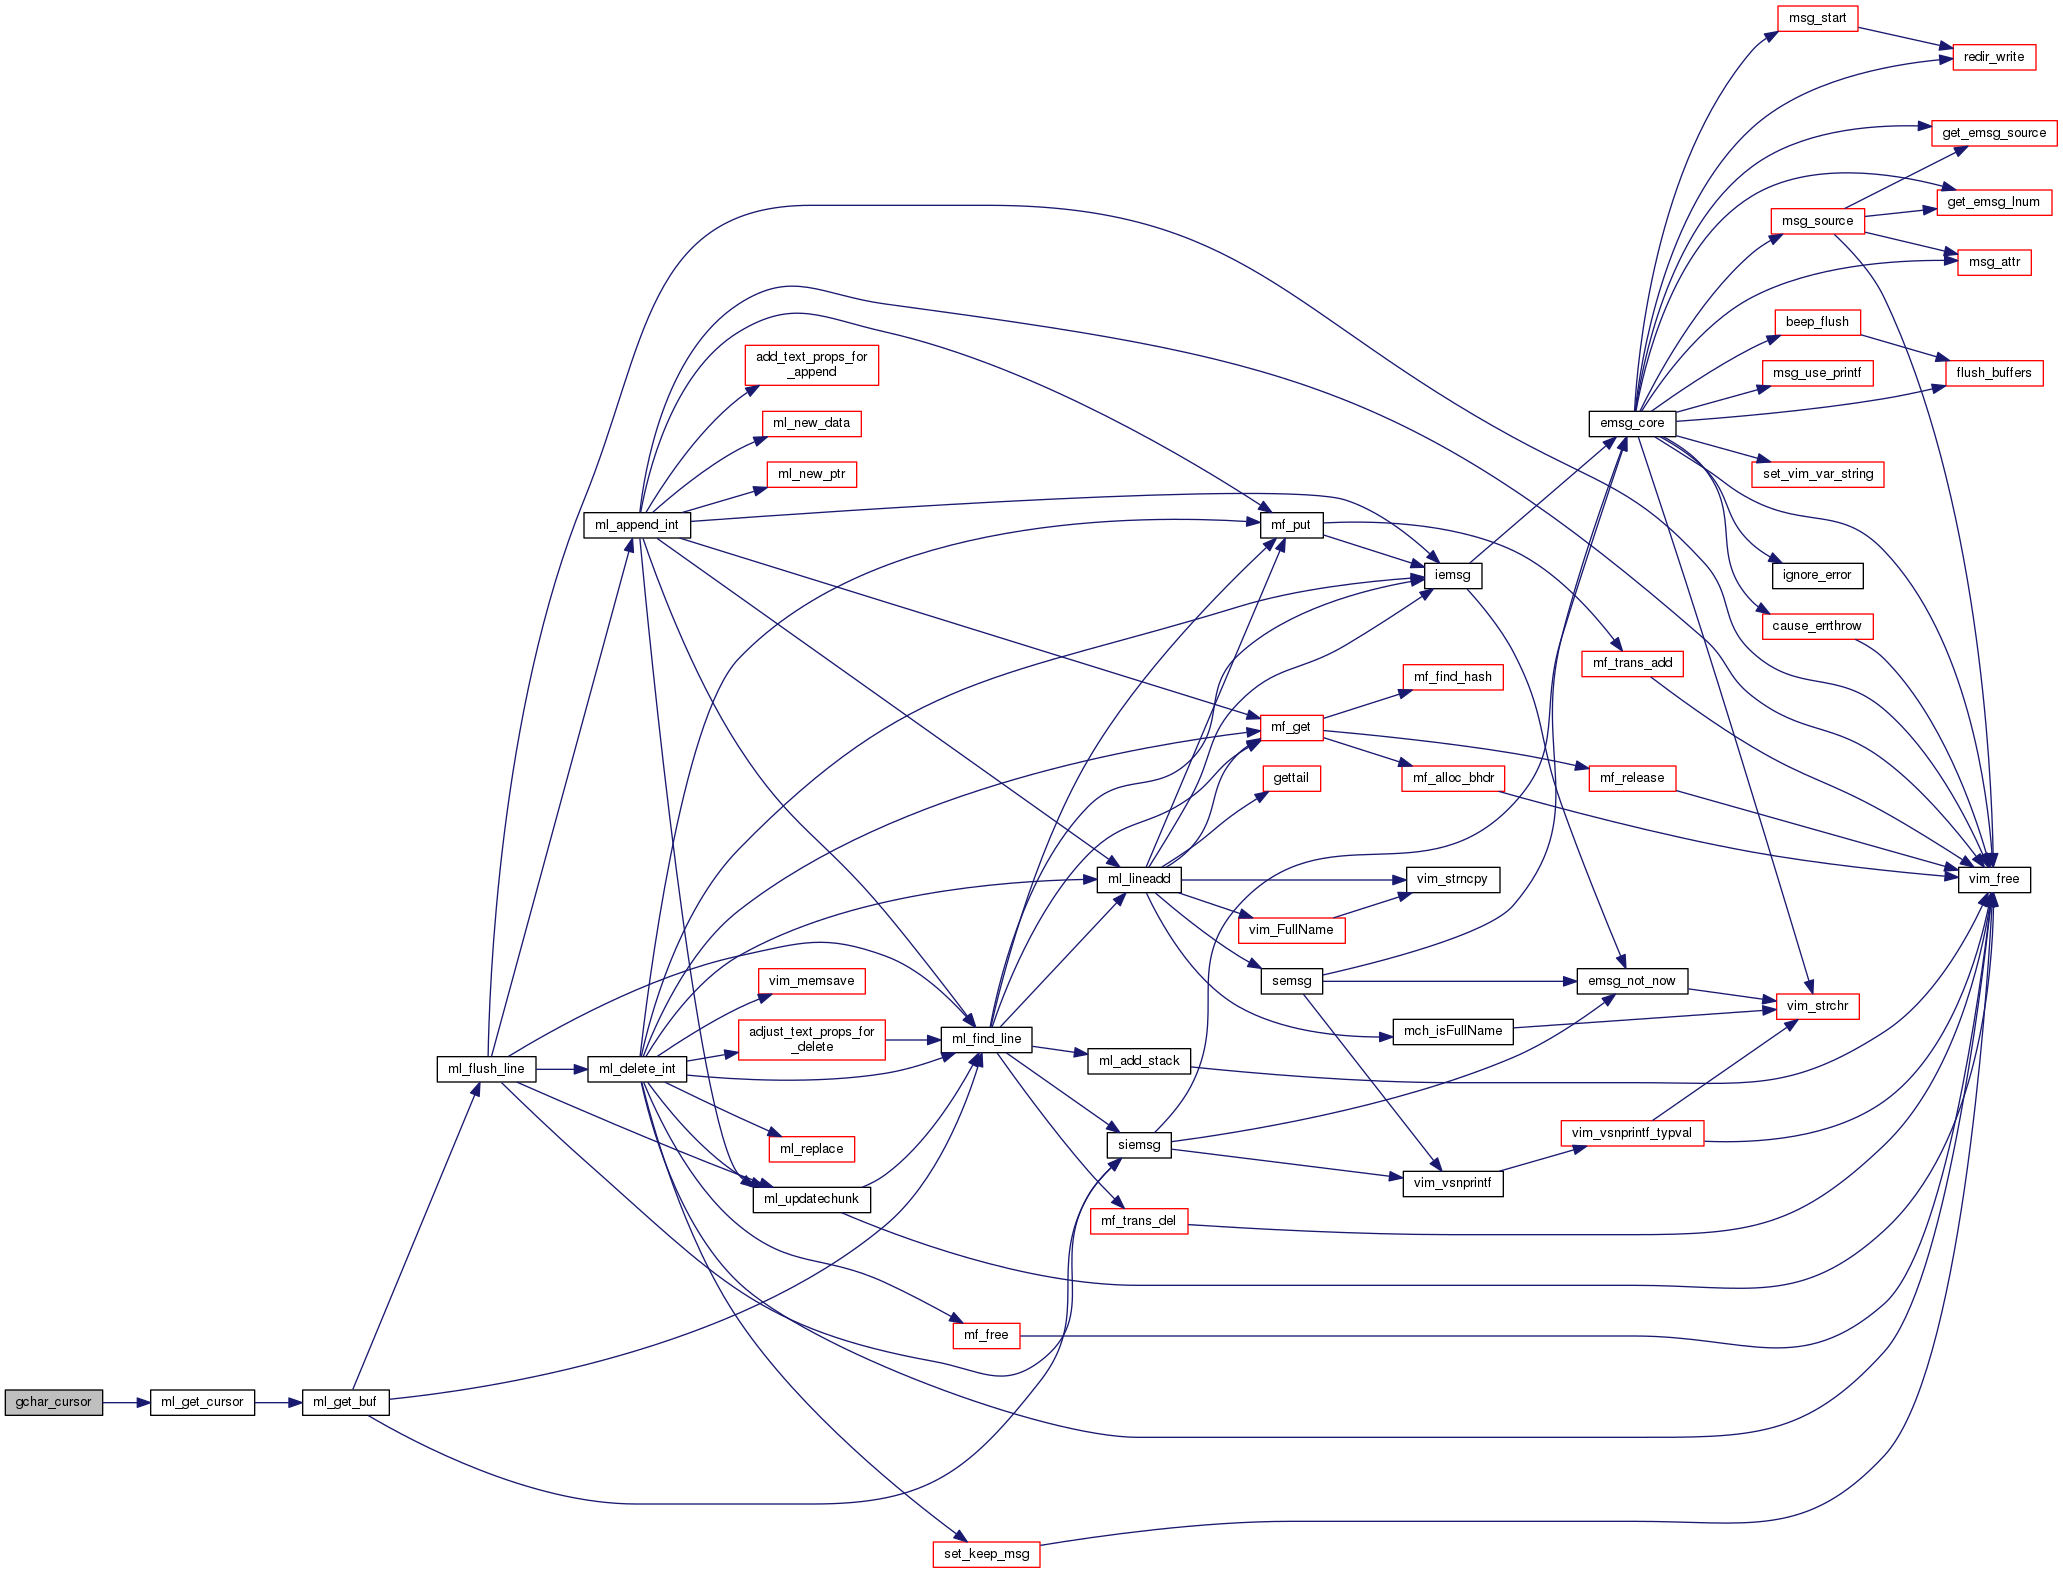 msg_start
redir_write
get_emsg_source
get_emsg_lnum
msg_source
msg_attr
beep_flush
add_text_props_for
_append
msg_use_printf
flush_buffers
ml_new_data
emsg_core
ml_new_ptr
set_vim_var_string
ml_append_int
mf_put
iemsg
ignore_error
cause_errthrow
mf_trans_add
mf_find_hash
mf_get
gettail
mf_alloc_bhdr
mf_release
ml_lineadd
vim_strncpy
vim_free
vim_FullName
vim_memsave
semsg
emsg_not_now
vim_strchr
adjust_text_props_for
_delete
ml_find_line
mch_isFullName
ml_flush_line
ml_delete_int
ml_add_stack
ml_replace
siemsg
vim_vsnprintf_typval
ml_updatechunk
vim_vsnprintf
mf_trans_del
mf_free
gchar_cursor
ml_get_cursor
ml_get_buf
set_keep_msg